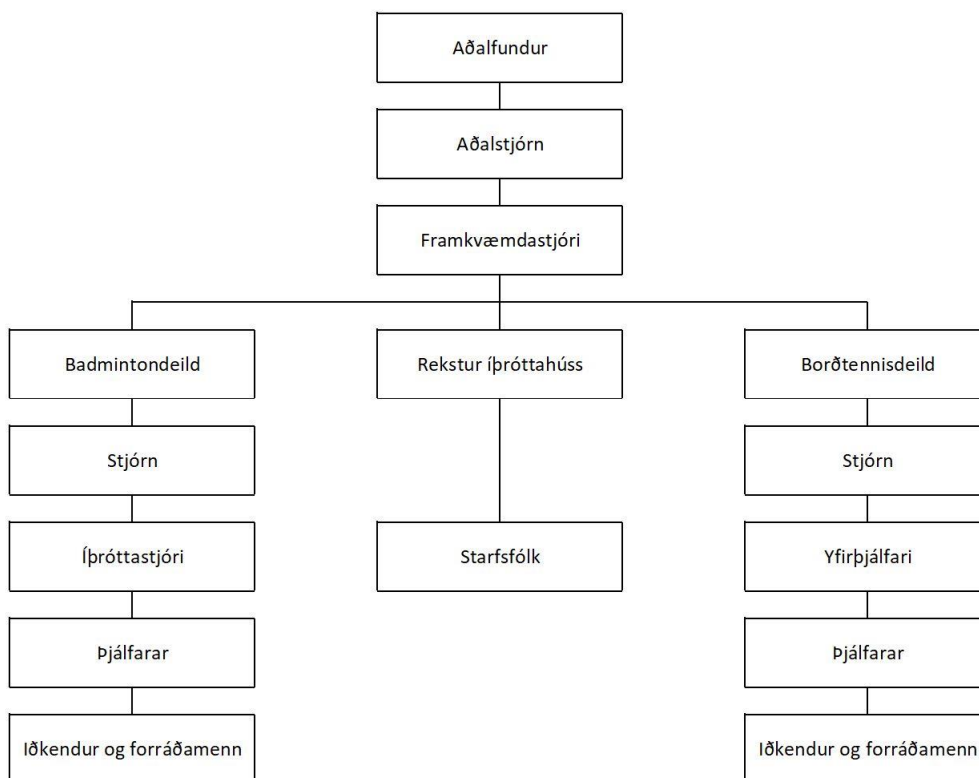 Aðalfundur
Aðalstjórn
Framkvæmdastjóri
Badmintondeild
Rekstur íþróttahúss
Borðtennisdeild
Stjórn
Stjórn
Íþróttastjóri
Starfsfólk
Yfirþjálfari
Þjálfarar
Þjálfarar
Iðkendur og forráðamenn
Iðkendur og forráðamenn